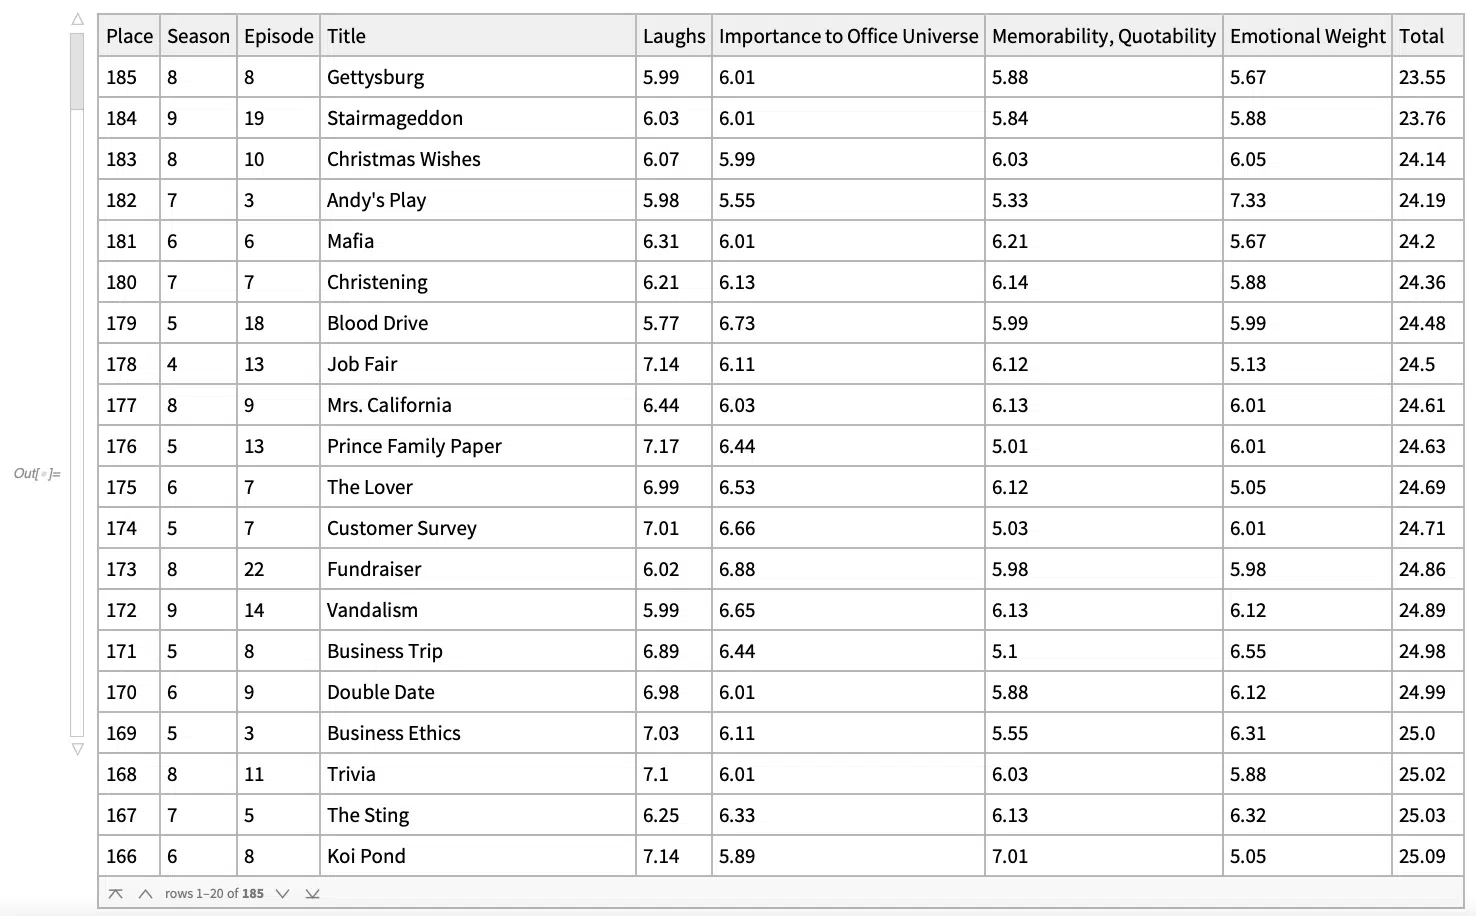 Place Season Episode Title Laughs Importance to Office Universe Memorability, Quotability Emotional Weight Total
185 8 8 Gettysburg 5.99 6.01 5.88 5.67 23.55
184 9 19 Stairmageddon 6.03 6.01 5.84 5.88 23.76
183 8 10 Christmas Wishes 6.07 5.99 6.03 6.05 24.14
182 7 3 Andy's Play 5.98 5.55 5.33 7.33 24.19
181 6 6 Mafia 6.31 6.01 6.21 5.67 24.2
180 7 7 Christening 6.21 6.13 6.14 5.88 24.36
179 5 18 Blood Drive 5.77 6.73 5.99 5.99 24.48
178 4 13 Job Fair 7.14 6.11 6.12 5.13 24.5
177 8 9 Mrs. California 6.44 6.03 6.13 6.01 24.61
176 5 13 Prince Family Paper 7.17 6.44 5.01 6.01 24.63
Out[ ]=
175 6 7 The Lover 6.99 6.53 6.12 5.05 24.69
174 5 7 Customer Survey 7.01 6.66 5.03 6.01 24.71
173 8 22 Fundraiser 6.02 6.88 5.98 5.98 24.86
172 9 14 Vandalism 5.99 6.65 6.13 6.12 24.89
171 5 8 Business Trip 6.89 6.44 5.1 6.55 24.98
170 6 9 Double Date 6.98 6.01 5.88 6.12 24.99
169 5 3 Business Ethics 7.03 6.11 5.55 6.31 25.0
168 8 11 Trivia 7.1 6.01 6.03 5.88 25.02
167 7 5 The Sting 6.25 6.33 6.13 6.32 25.03
166 6 8 Koi Pond 7.14 5.89 7.01 5.05 25.09
rows 1–20 of 185